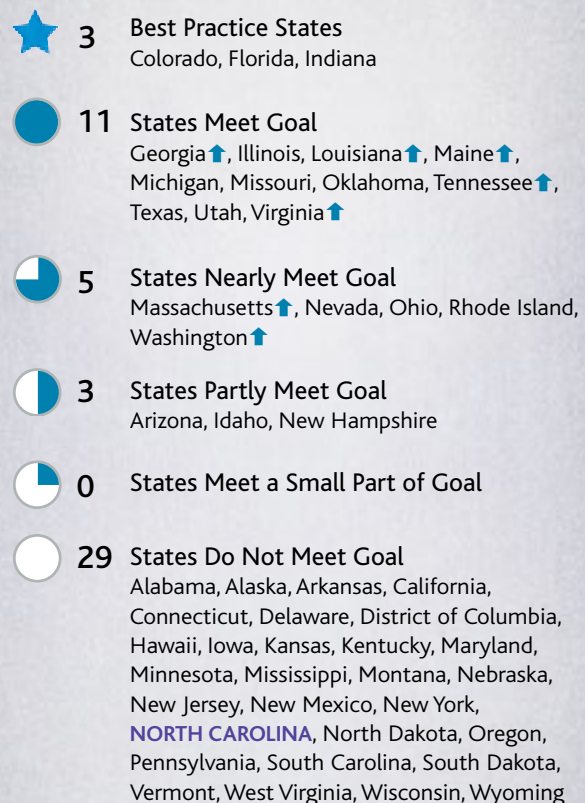 3 Best Practice States
Colorado, Florida, Indiana
11 States Meet Goal
Georgia⬆, Illinois, Louisiana⬆, Maine⬆,
Michigan, Missouri, Oklahoma, Tennessee⬆,
Texas, Utah, Virginia⬆
5 States Nearly Meet Goal
Massachusetts⬆, Nevada, Ohio, Rhode Island,
Washington⬆
3 States Partly Meet Goal
Arizona, Idaho, New Hampshire
0 States Meet a Small Part of Goal
29 States Do Not Meet Goal
Alabama, Alaska, Arkansas, California,
Connecticut, Delaware, District of Columbia,
Hawaii, Iowa, Kansas, Kentucky, Maryland,
Minnesota, Mississippi, Montana, Nebraska,
New Jersey, New Mexico, New York,
NORTH CAROLINA, North Dakota, Oregon,
Pennsylvania, South Carolina, South Dakota,
Vermont, West Virginia, Wisconsin, Wyoming